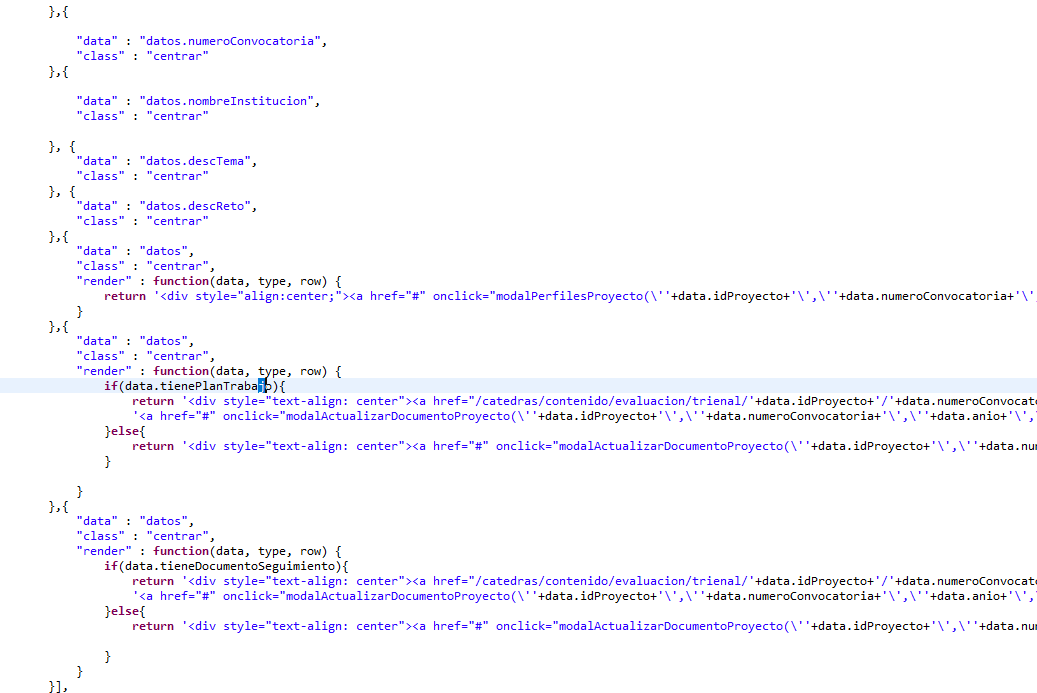 },{
"data" : "datos.numeroConvocatoria",
"class" : "centrar"
},{
"data" : "datos.nombreInstitucion",
"class" : "centrar"
}, {
"data" : "datos.descTema",
"class" : "centrar"
}, {
"data" : "datos.descReto",
"class" : "centrar"
},{
"data" : "datos",
"class" : "centrar",
"render" : function(data, type, row) {
return '<div style="align:center;"><a href="#" onclick="modalPerfilesProyecto(\''+data.idProyecto+'\',\''+data.numeroConvocatoria+'\'
}
},{
"data" : "datos",
"class" : "centrar",
"render" : function(data, type, row) {
if(data.tienePlanTrabajo){
return '<div style="text-align: center"><a href="/catedras/contenido/evaluacion/trienal/'+data.idProyecto+'/'+data.numeroConvocato
'<a href="#" onclick="modalActualizarDocumentoProyecto(\''+data.idProyecto+'\',\''+data.numeroConvocatoria+'\',\''+data.anio+'\',
}else{
return '<div style="text-align: center"><a href="#" onclick="modalActualizarDocumentoProyecto(\''+data.idProyecto+'\',\''+data.nu
}
}
},{
"data" : "datos",
"class" : "centrar",
"render" : function(data, type, row) {
if(data.tieneDocumentoSeguimiento){
return '<div style="text-align: center"><a href="/catedras/contenido/evaluacion/trienal/'+data.idProyecto+'/'+data.numeroConvocato
'<a href="#" onclick="modalActualizarDocumentoProyecto(\''+data.idProyecto+'\',\''+data.numeroConvocatoria+'\',\''+data.anio+'\',
}else{
return '<div style="text-align: center"><a href="#" onclick="modalActualizarDocumentoProyecto(\''+data.idProyecto+'\',\''+data.nu
}
}
}],